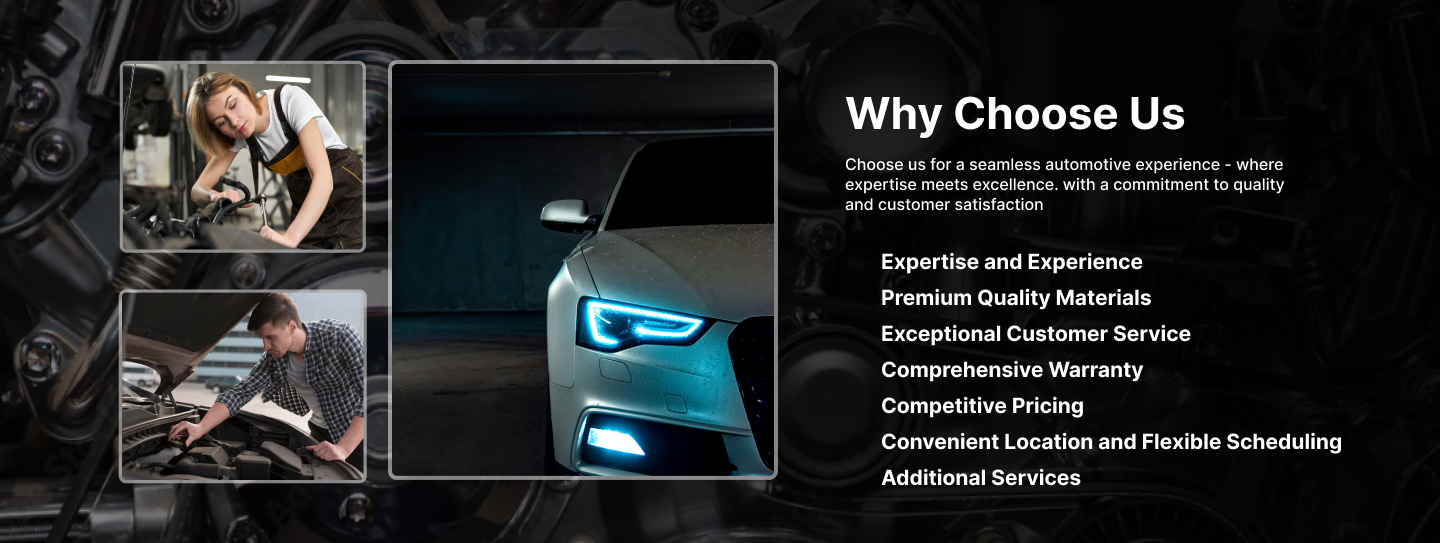 Why Choose Us
Choose us for a seamless automotive experience - where
expertise meets excellence. with a commitment to quality
and customer satisfaction
Expertise and Experience
Premium Quality Materials
Exceptional Customer Service
Comprehensive Warranty
Competitive Pricing
Convenient Location and Flexible Scheduling
Additional Services